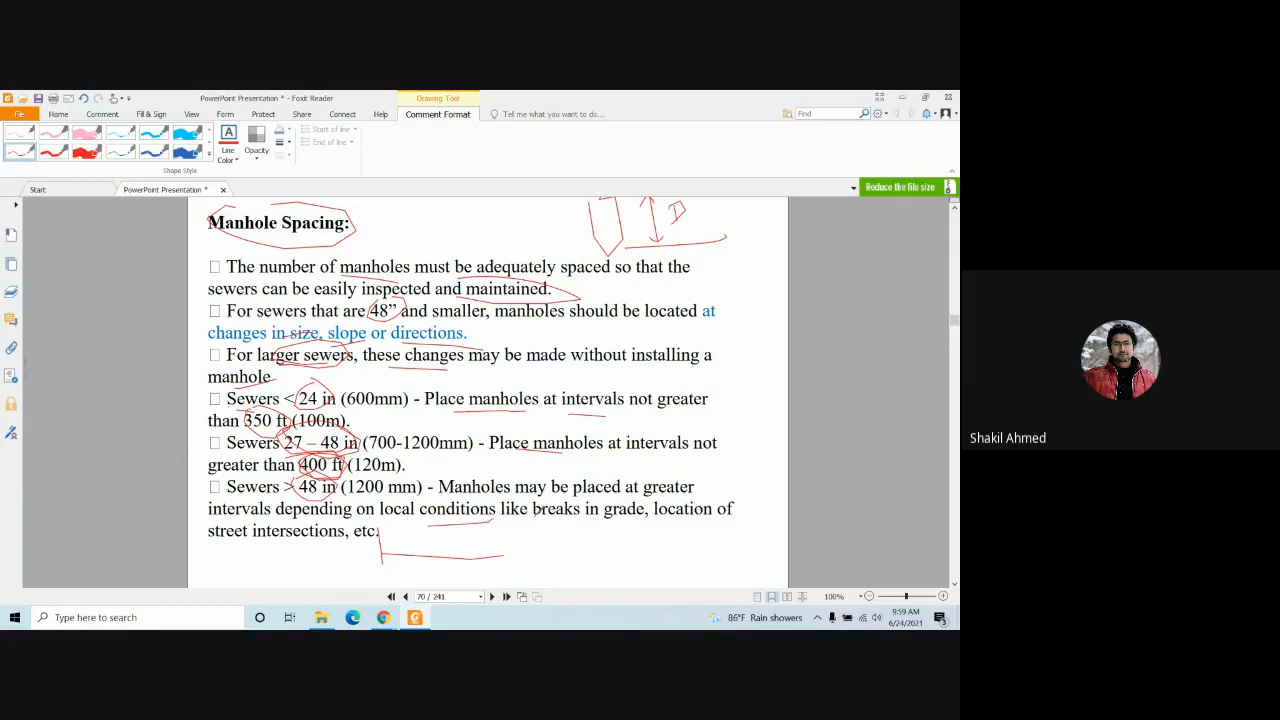 PowerPoint Presentation * - Foxit Reader
Drawing Tool
File Home Comment Fill & Sign View Form Protect Share Connect Help Comment Format Tell me what you want to do... Find
Line Color
Opacity
Start of line
End of line
Shape Style
Start PowerPoint Presentation * Reduce the file size
D
Manhole Spacing:
□ The number of manholes must be adequately spaced so that the
sewers can be easily inspected and maintained.
□ For sewers that are 48” and smaller, manholes should be located at
changes in size, slope or directions.
□ For larger sewers, these changes may be made without installing a
manhole
□ Sewers < 24 in (600mm) - Place manholes at intervals not greater
than 350 ft (100m).
□ Sewers 27 – 48 in (700-1200mm) - Place manholes at intervals not
greater than 400 ft (120m).
□ Sewers > 48 in (1200 mm) - Manholes may be placed at greater
intervals depending on local conditions like breaks in grade, location of
street intersections, etc.
Shakil Ahmed
70 / 241 100%
Type here to search 86°F Rain showers 9:59 AM
6/24/2021
3